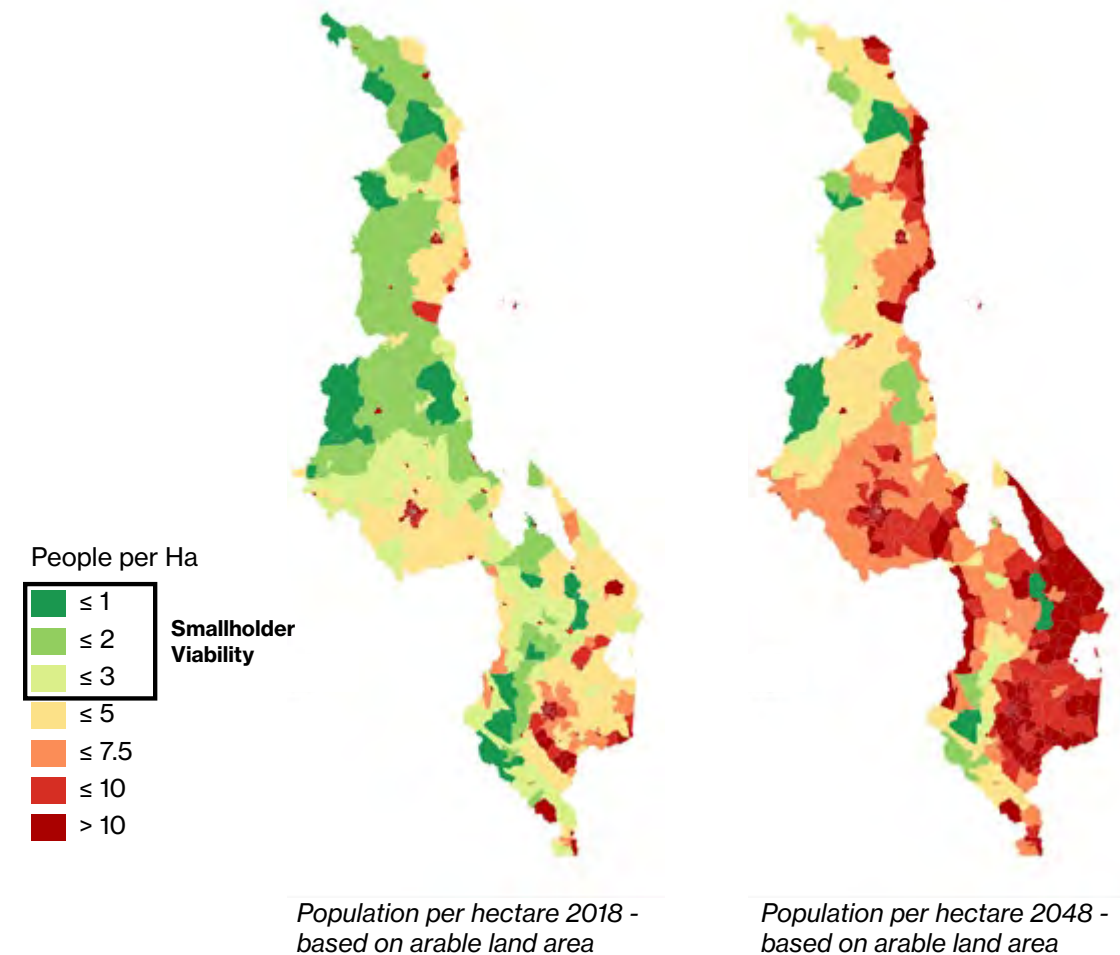 People per Ha
≤ 1
≤ 2
≤ 3
≤ 5
≤ 7.5
≤ 10
> 10
Smallholder
Viability
Population per hectare 2018 -
based on arable land area
Population per hectare 2048 -
based on arable land area